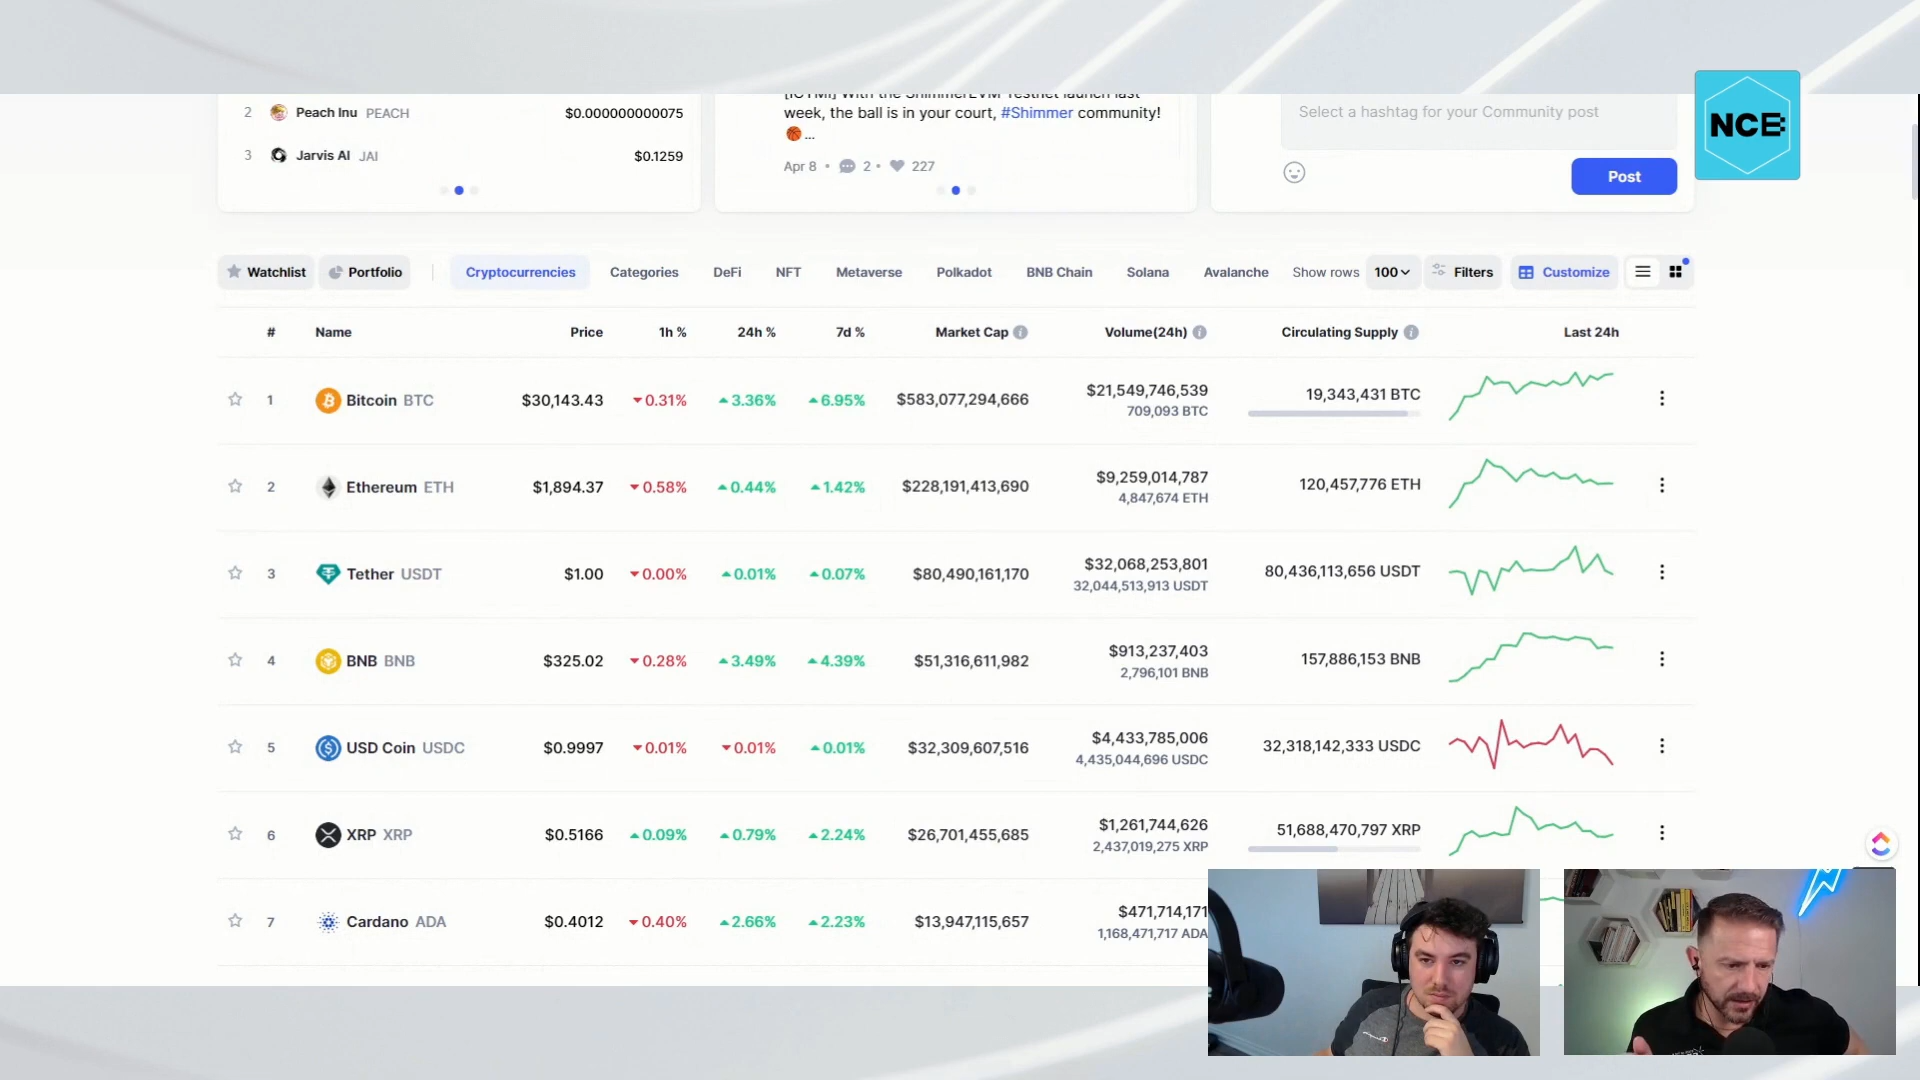 2 Peach Inu PEACH $0.000000000075
3 Jarvis AI JAI $0.1259
week, the ball is in your court, #Shimmer community!
...
Apr 8 • 2 • 227
Select a hashtag for your Community post
Post
NCE
Watchlist Portfolio Cryptocurrencies Categories DeFi NFT Metaverse Polkadot BNB Chain Solana Avalanche Show rows 100 Filters Customize
# Name Price 1h % 24h % 7d % Market Cap Volume(24h) Circulating Supply Last 24h
1 Bitcoin BTC $30,143.43 0.31% 3.36% 6.95% $583,077,294,666 $21,549,746,539 19,343,431 BTC
709,093 BTC
2 Ethereum ETH $1,894.37 0.58% 0.44% 1.42% $228,191,413,690 $9,259,014,787 120,457,776 ETH
4,847,674 ETH
3 Tether USDT $1.00 0.00% 0.01% 0.07% $80,490,161,170 $32,068,253,801 80,436,113,656 USDT
32,044,513,913 USDT
4 BNB BNB $325.02 0.28% 3.49% 4.39% $51,316,611,982 $913,237,403 157,886,153 BNB
2,796,101 BNB
5 USD Coin USDC $0.9997 0.01% 0.01% 0.01% $32,309,607,516 $4,433,785,006 32,318,142,333 USDC
4,435,044,696 USDC
6 XRP XRP $0.5166 0.09% 0.79% 2.24% $26,701,455,685 $1,261,744,626 51,688,470,797 XRP
2,437,019,275 XRP
7 Cardano ADA $0.4012 0.40% 2.66% 2.23% $13,947,115,657 $471,714,171
1,168,471,717 ADA